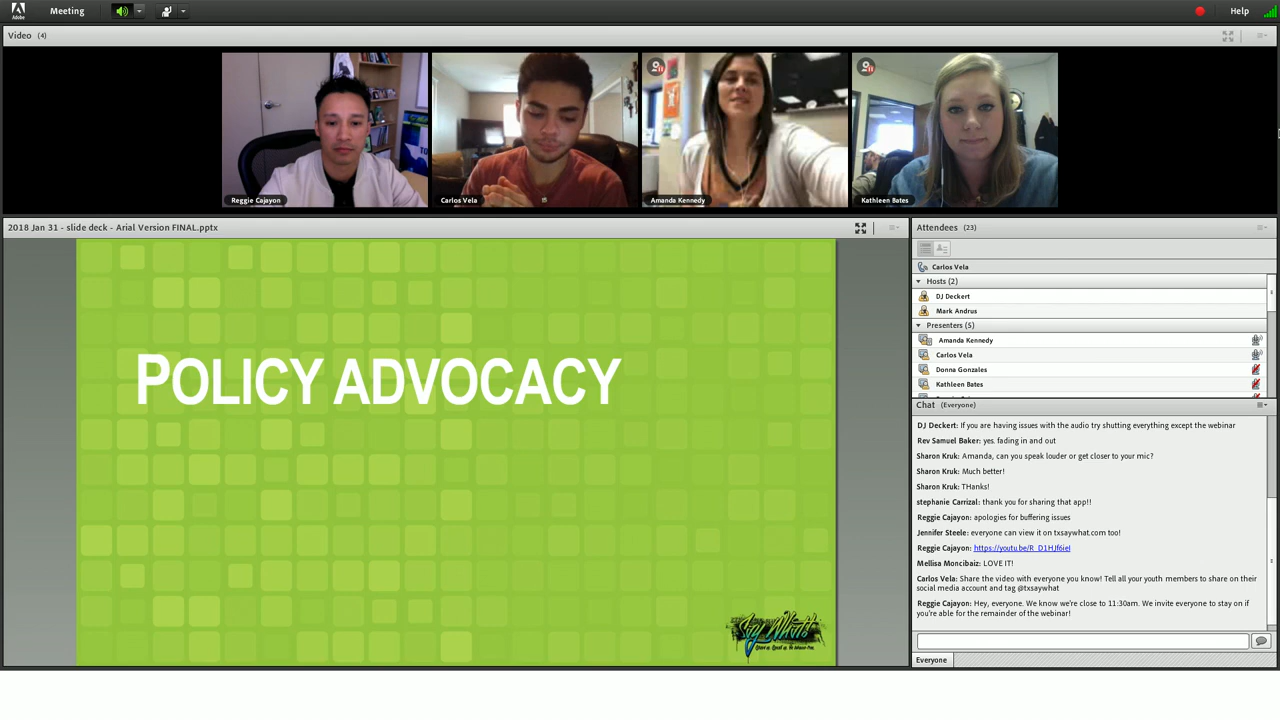 Adobe
Meeting
Help
Video (4)
Reggie Cajayon
Carlos Vela
Amanda Kennedy
Kathleen Bates
2018 Jan 31 - slide deck - Arial Version FINAL.pptx
POLICY ADVOCACY
Say What!
Attendees (23)
Carlos Vela
Hosts (2)
DJ Deckert
Mark Andrus
Presenters (5)
Amanda Kennedy
Carlos Vela
Donna Gonzales
Kathleen Bates
Chat (Everyone)
DJ Deckert: If you are having issues with the audio try shutting everything except the webinar
Rev Samuel Baker: yes. fading in and out
Sharon Kruk: Amanda, can you speak louder or get closer to your mic?
Sharon Kruk: Much better!
Sharon Kruk: THanks!
stephanie Carrizal: thank you for sharing that app!!
Reggie Cajayon: apologies for buffering issues
Jennifer Steele: everyone can view it on txsaywhat.com too!
Reggie Cajayon: https://youtu.be/R_D1HJf6ieI
Mellisa Moncibaiz: LOVE IT!
Carlos Vela: Share the video with everyone you know! Tell all your youth members to share on their
social media account and tag @txsaywhat
Reggie Cajayon: Hey, everyone. We know we're close to 11:30am. We invite everyone to stay on if
you're able for the remainder of the webinar!
Everyone